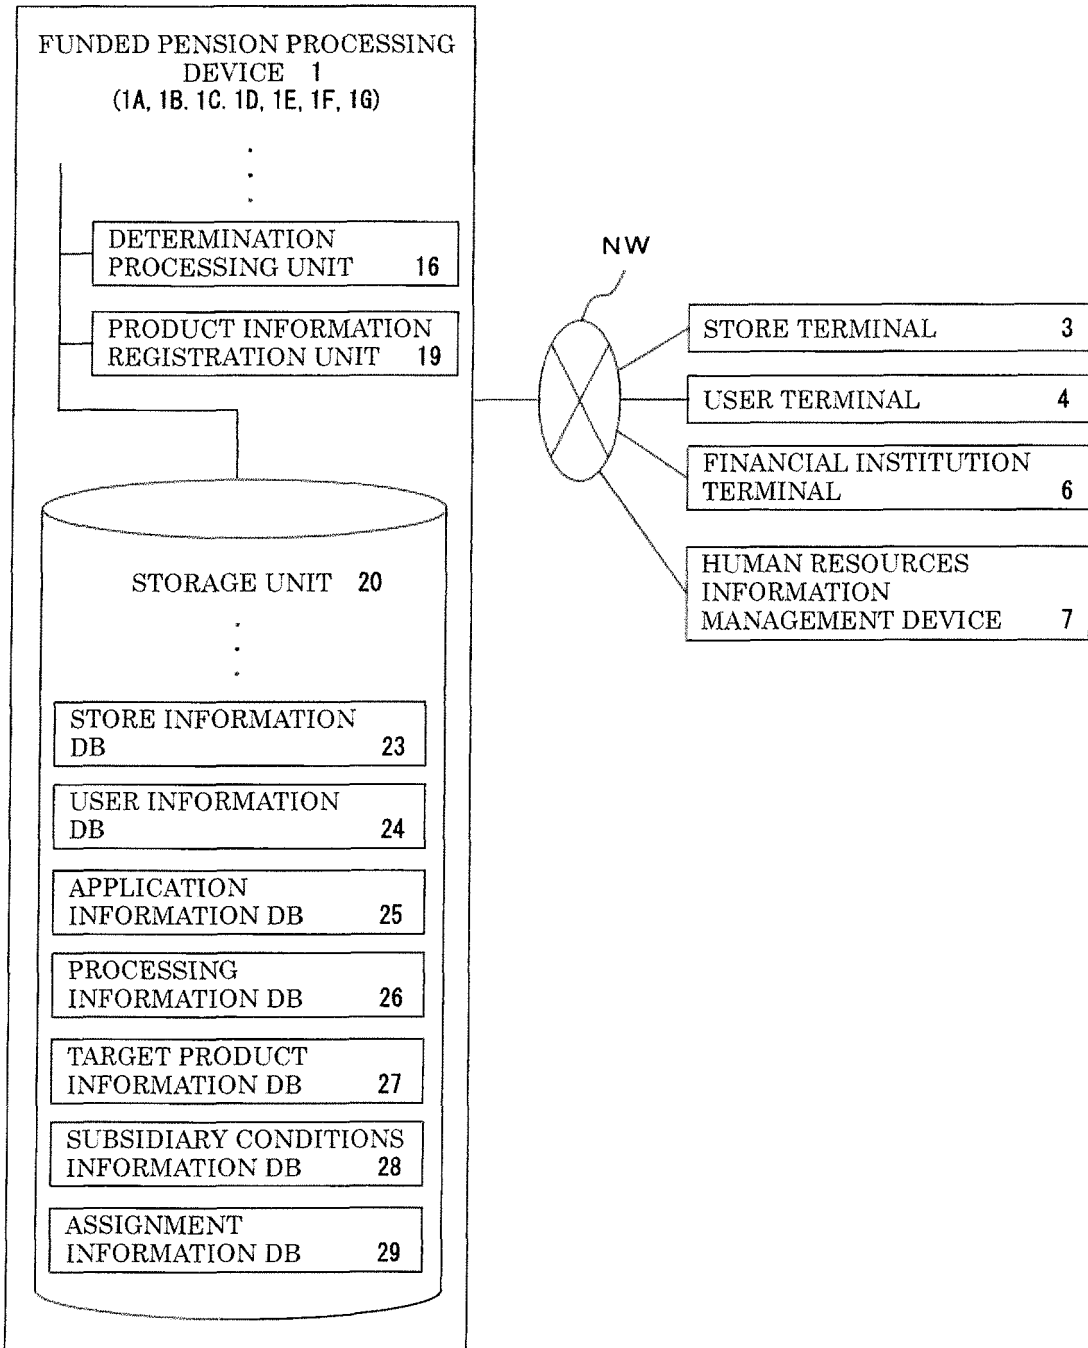 FUNDED PENSION PROCESSING
DEVICE 1
(1A, 1B. 1C. 1D, 1E, 1F, 1G)
DETERMINATION
PROCESSING UNIT 16
PRODUCT INFORMATION
REGISTRATION UNIT 19
NW
STORE TERMINAL 3
USER TERMINAL 4
FINANCIAL INSTITUTION
TERMINAL 6
HUMAN RESOURCES
INFORMATION
MANAGEMENT DEVICE 7
STORAGE UNIT 20
STORE INFORMATION
DB 23
USER INFORMATION
DB 24
APPLICATION
INFORMATION DB 25
PROCESSING
INFORMATION DB 26
TARGET PRODUCT
INFORMATION DB 27
SUBSIDIARY CONDITIONS
INFORMATION DB 28
ASSIGNMENT
INFORMATION DB 29